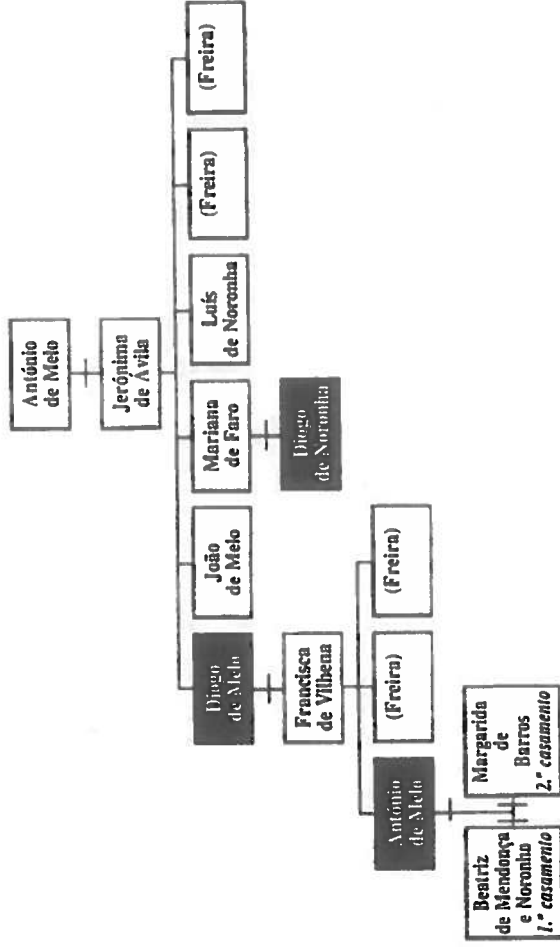 António
de Melo
Jerónima
de Avila
Diogo
de Melo
João
de Melo
Mariana
de Faro
Luís
de Noronha
(Freira)
(Freira)
Francisca
de Vilhena
Diogo
de Noronha
António
de Melo
(Freira)
(Freira)
Beatriz
de Mendonça
e Noronha
1.º casamento
Margarida
de
Barros
2.º casamento